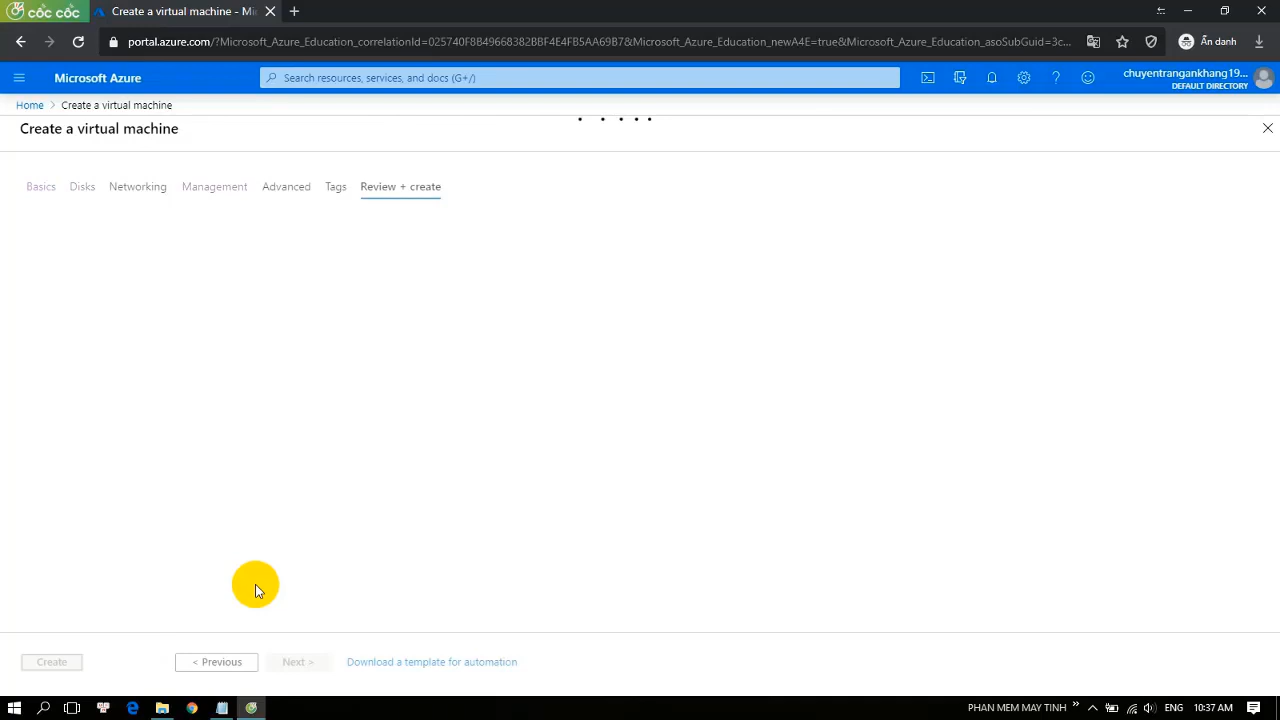 cốc cốc
Create a virtual machine - Mi
portal.azure.com/?Microsoft_Azure_Education_correlationId=025740F8B49668382BBF4E4FB5AA69B7&Microsoft_Azure_Education_newA4E=true&Microsoft_Azure_Education_asoSubGuid=3c...
Ẩn danh
Microsoft Azure
Search resources, services, and docs (G+/)
chuyentrangankhang19...
DEFAULT DIRECTORY
Home > Create a virtual machine
Create a virtual machine
Basics Disks Networking Management Advanced Tags Review + create
Create < Previous Next > Download a template for automation
PHAN MEM MAY TINH ENG 10:37 AM